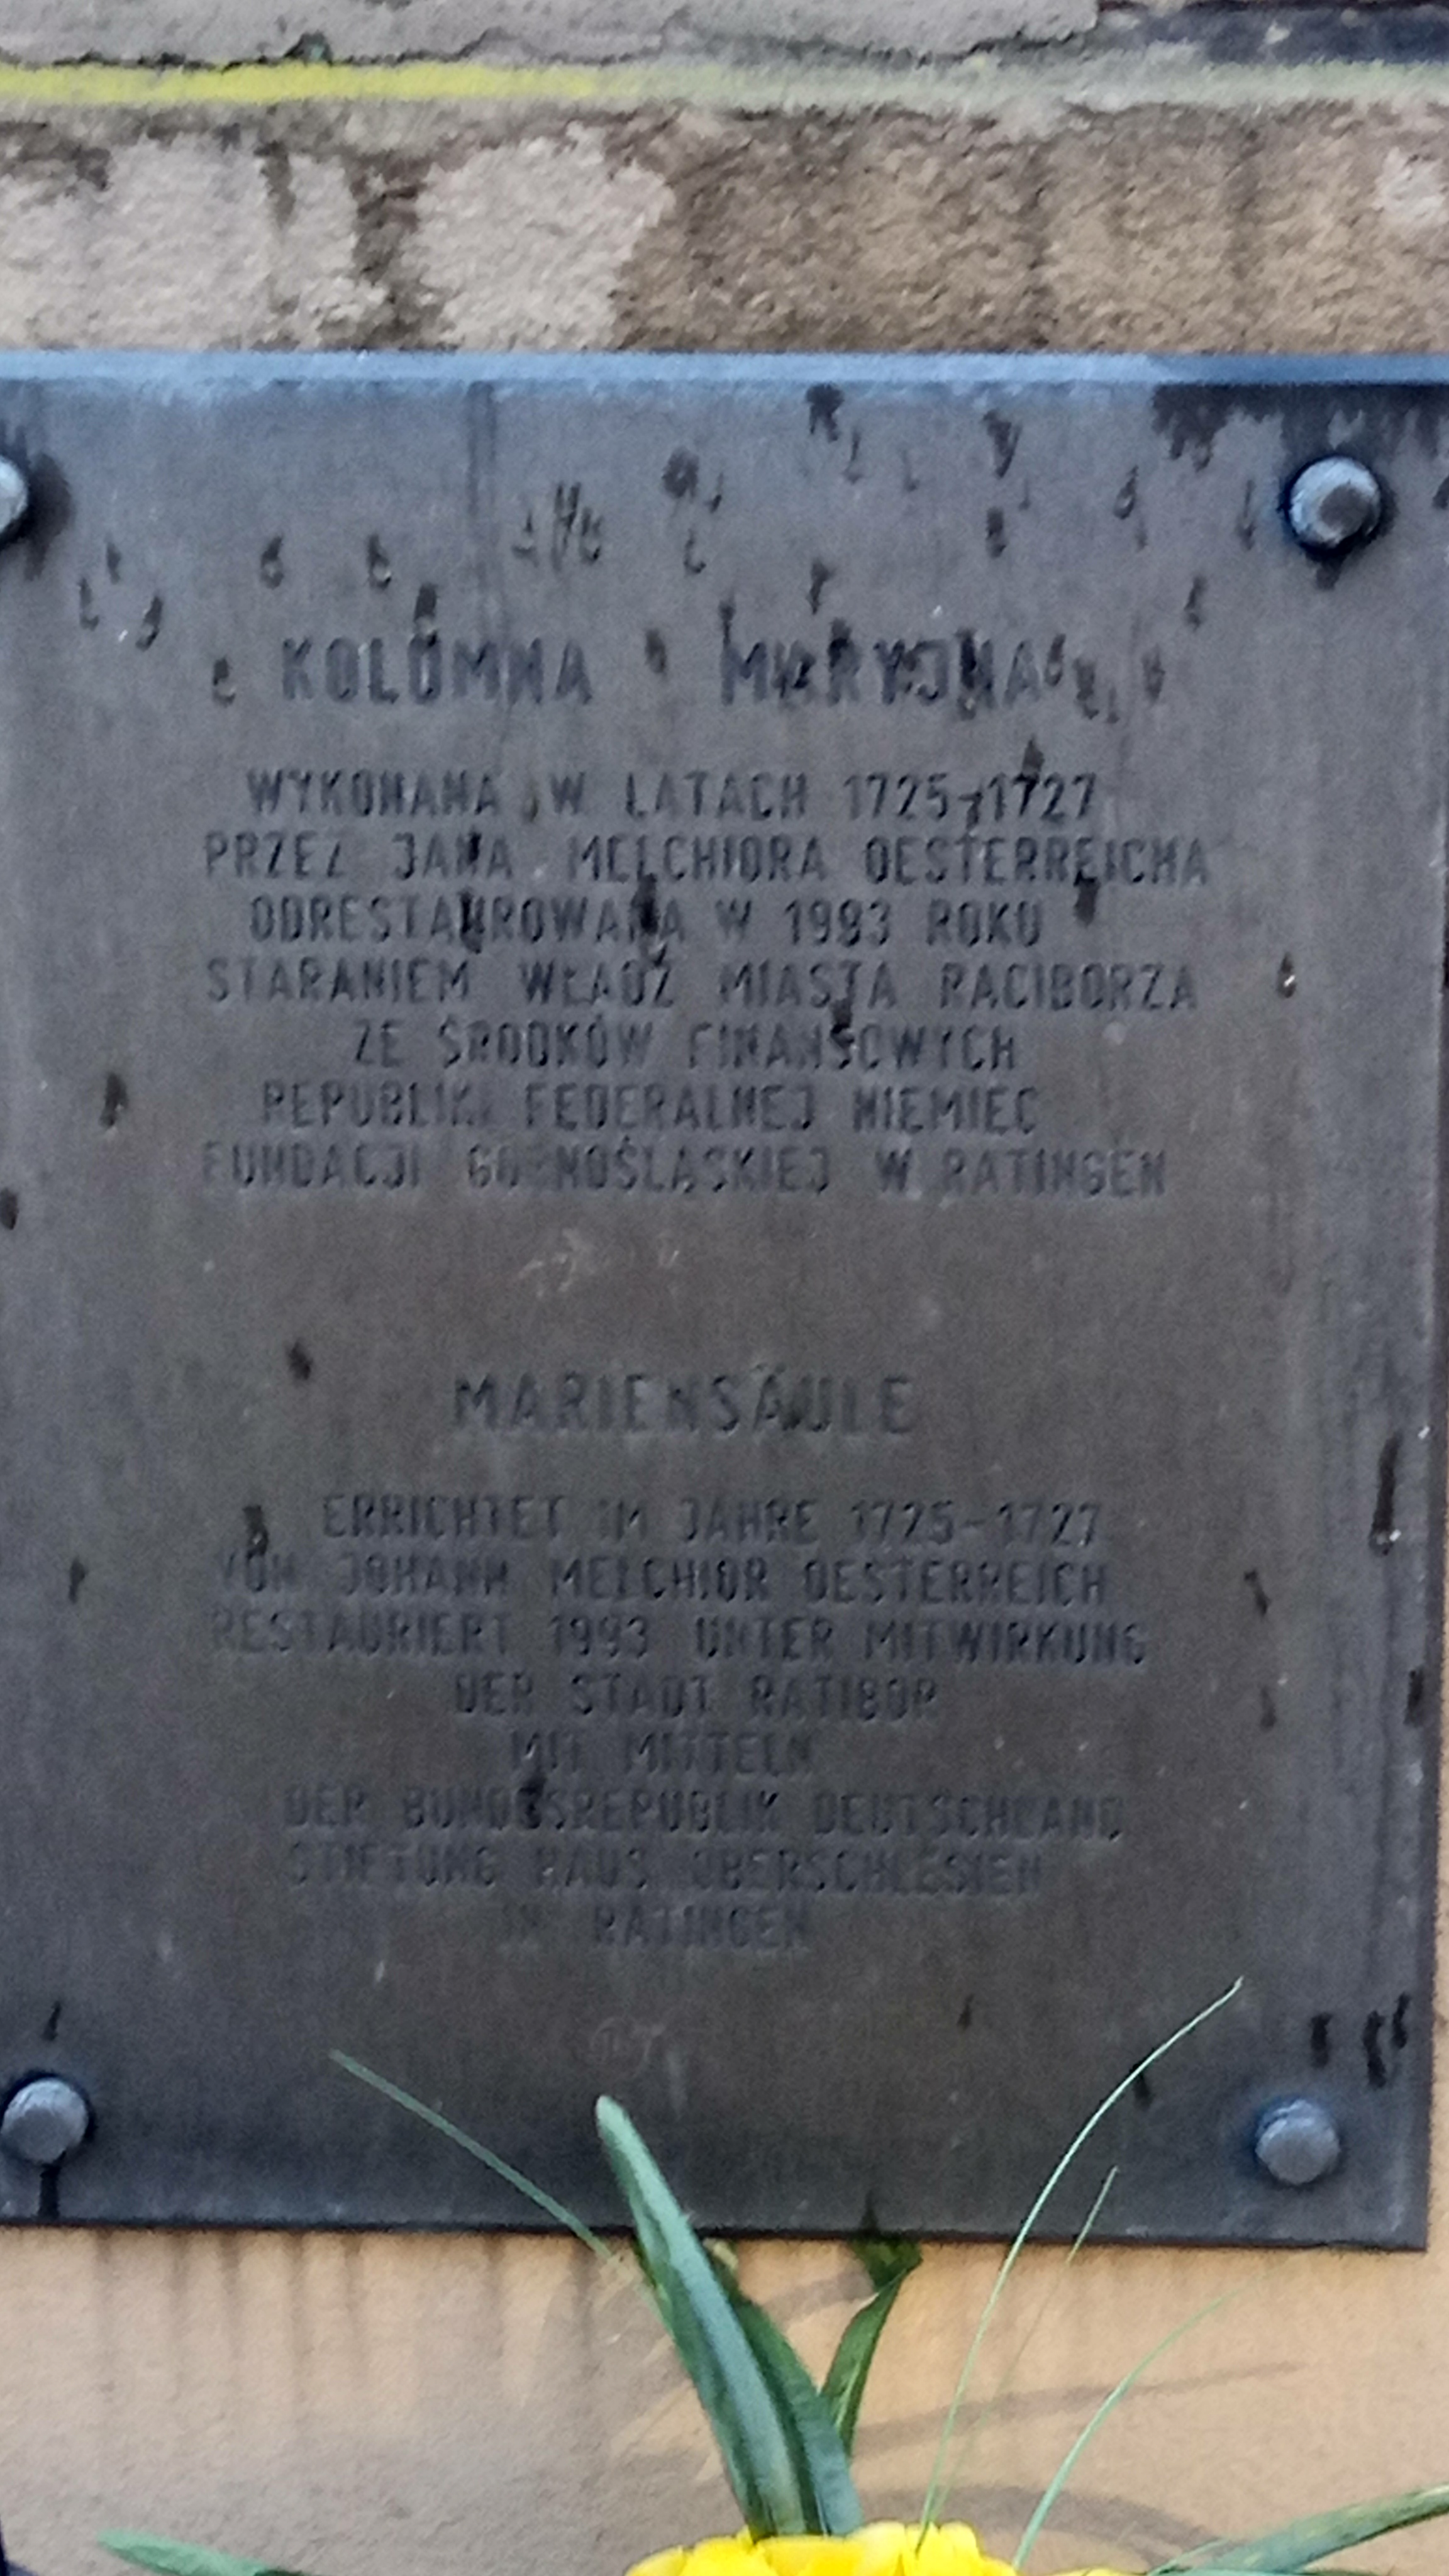 KOLUMNA MARYJNA
WYKONANA W LATACH 1725-1727
PRZEZ JANA MELCHIORA OESTERREICHA
ODRESTAUROWANA W 1993 ROKU
STARANIEM WŁADZ MIASTA RACIBORZA
ZE ŚRODKÓW FINANSOWYCH
REPUBLIKI FEDERALNEJ NIEMIEC
FUNDACJI GÓRNOŚLĄSKIEJ W RATINGEN
MARIENSÄULE
ERRICHTET IM JAHRE 1725-1727
VON JOHANN MELCHIOR OESTERREICH
RESTAURIERT 1993 UNTER MITWIRKUNG
DER STADT RATIBOR
MIT MITTELN
DER BUNDESREPUBLIK DEUTSCHLAND
STIFTUNG HAUS OBERSCHLESIEN
IN RATINGEN